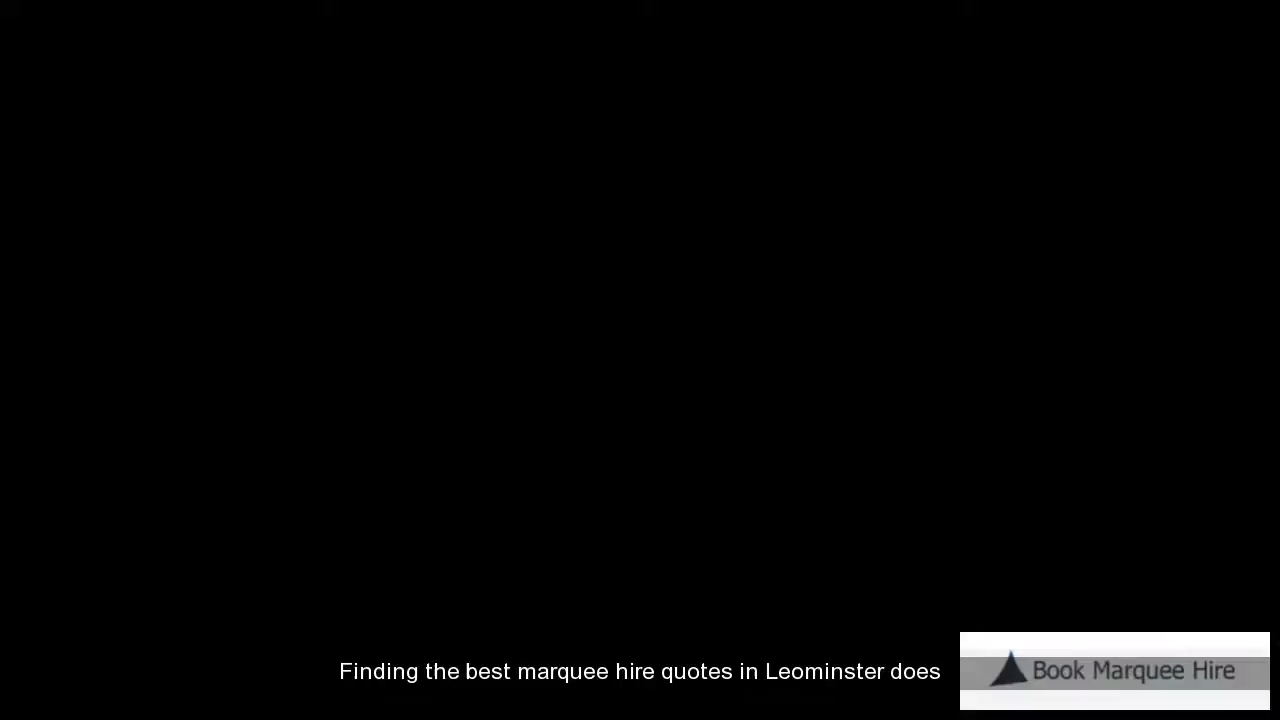 Finding the best marquee hire quotes in Leominster does
Book Marquee Hire